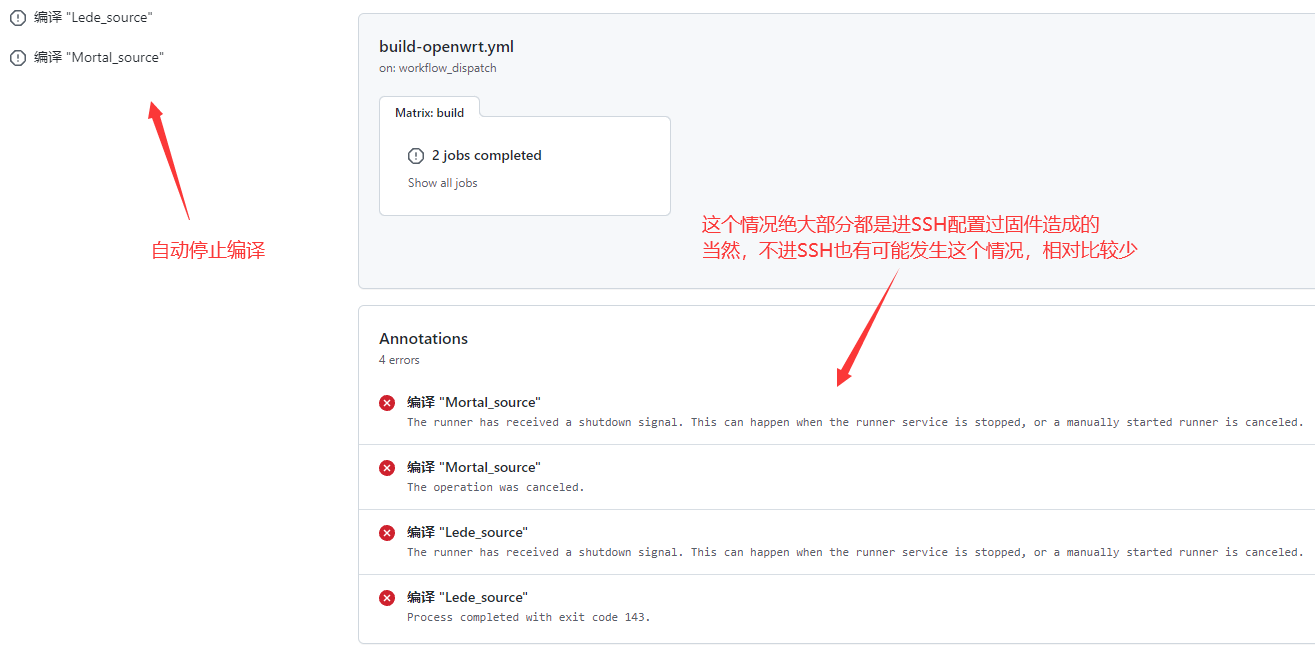 编译 "Lede_source"
编译 "Mortal_source"
自动停止编译
build-openwrt.yml
on: workflow_dispatch
Matrix: build
2 jobs completed
Show all jobs
这个情况绝大部分都是进SSH配置过固件造成的
当然，不进SSH也有可能发生这个情况，相对比较少
Annotations
4 errors
编译 "Mortal_source"
The runner has received a shutdown signal. This can happen when the runner service is stopped, or a manually started runner is canceled.
编译 "Mortal_source"
The operation was canceled.
编译 "Lede_source"
The runner has received a shutdown signal. This can happen when the runner service is stopped, or a manually started runner is canceled.
编译 "Lede_source"
Process completed with exit code 143.